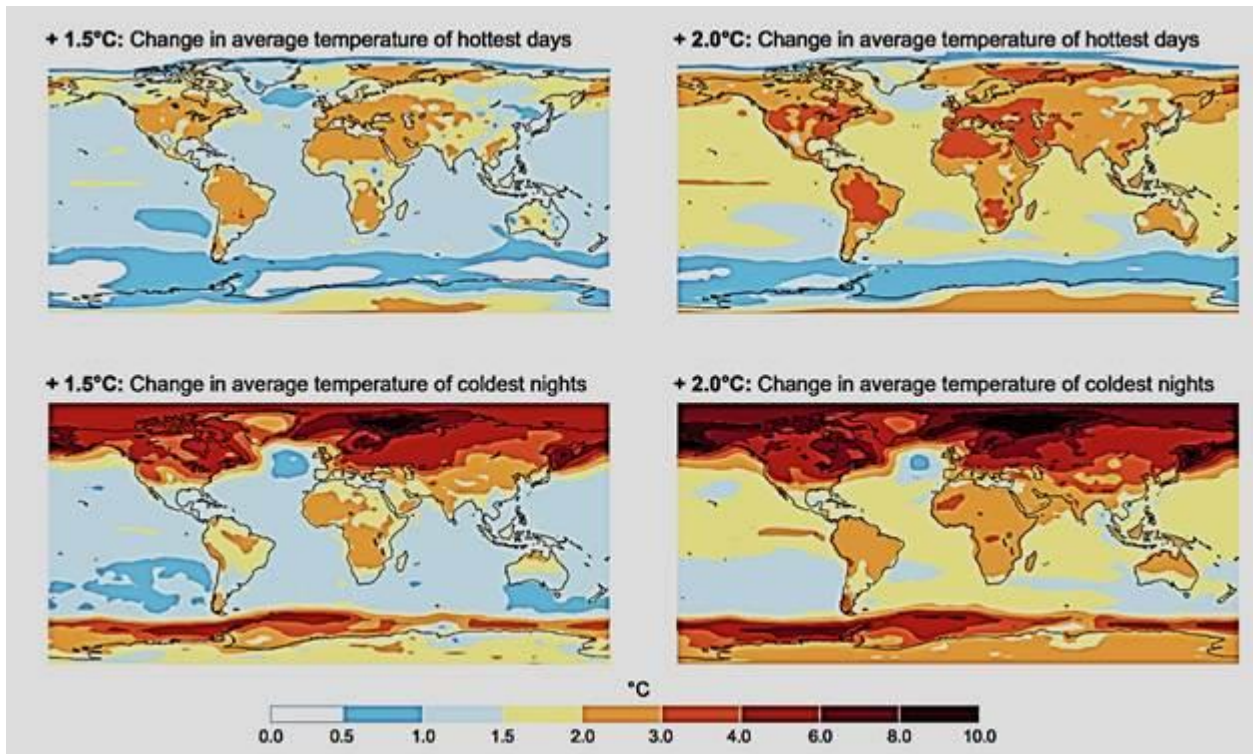 + 1.5°C: Change in average temperature of hottest days
+ 2.0°C: Change in average temperature of hottest days
+ 1.5°C: Change in average temperature of coldest nights
+ 2.0°C: Change in average temperature of coldest nights
°C
0.0 0.5 1.0 1.5 2.0 3.0 4.0 6.0 8.0 10.0